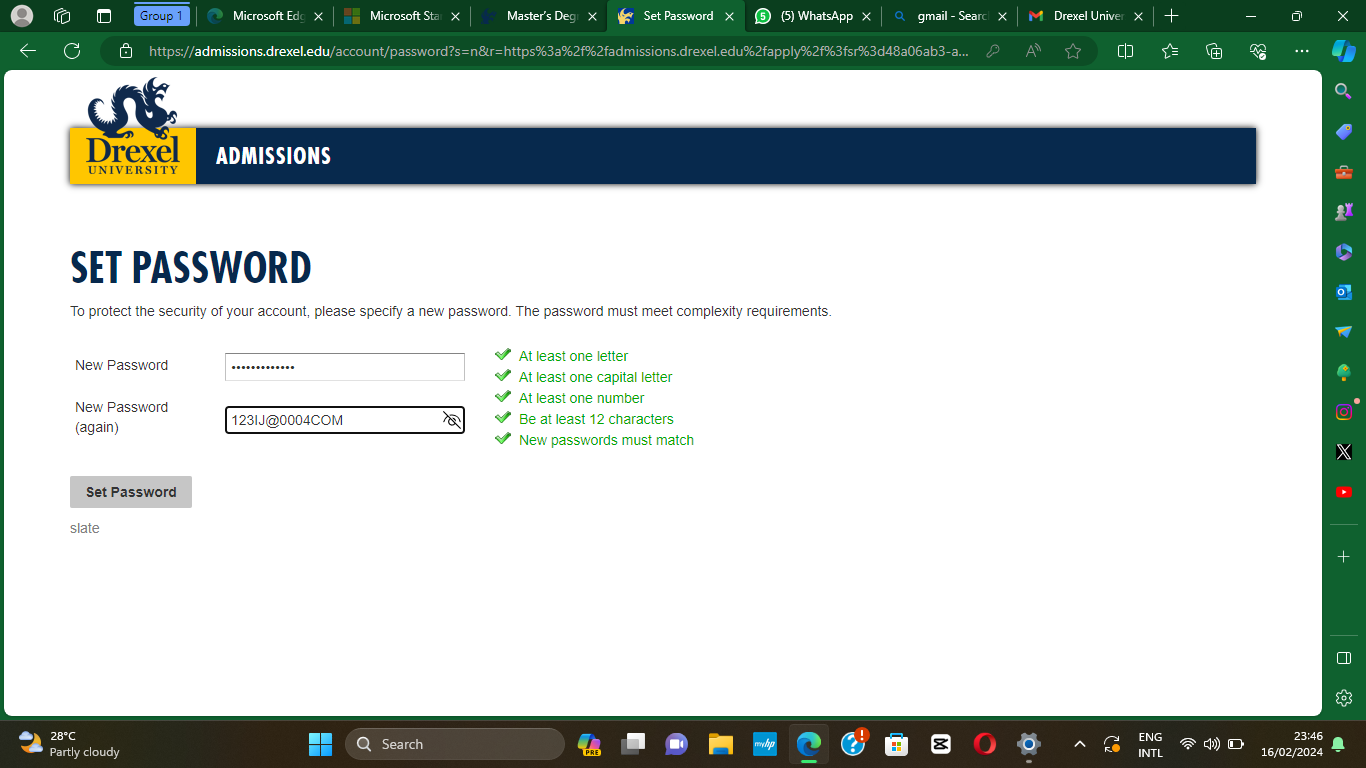 Group 1
Microsoft Edg
Microsoft Sta
Master's Deg
Set Password
5
(5) WhatsApp
gmail - Search
Drexel Univer
https://admissions.drexel.edu/account/password?s=n&r=https%3a%2f%2fadmissions.drexel.edu%2fapply%2f%3fsr%3d48a06ab3-a...
Drexel
UNIVERSITY
ADMISSIONS
SET PASSWORD
To protect the security of your account, please specify a new password. The password must meet complexity requirements.
New Password
New Password
(again)
123IJ@0004COM
At least one letter
At least one capital letter
At least one number
Be at least 12 characters
New passwords must match
Set Password
slate
28°C
Partly cloudy
Search
PRE
myhp
ENG
INTL
23:46
16/02/2024